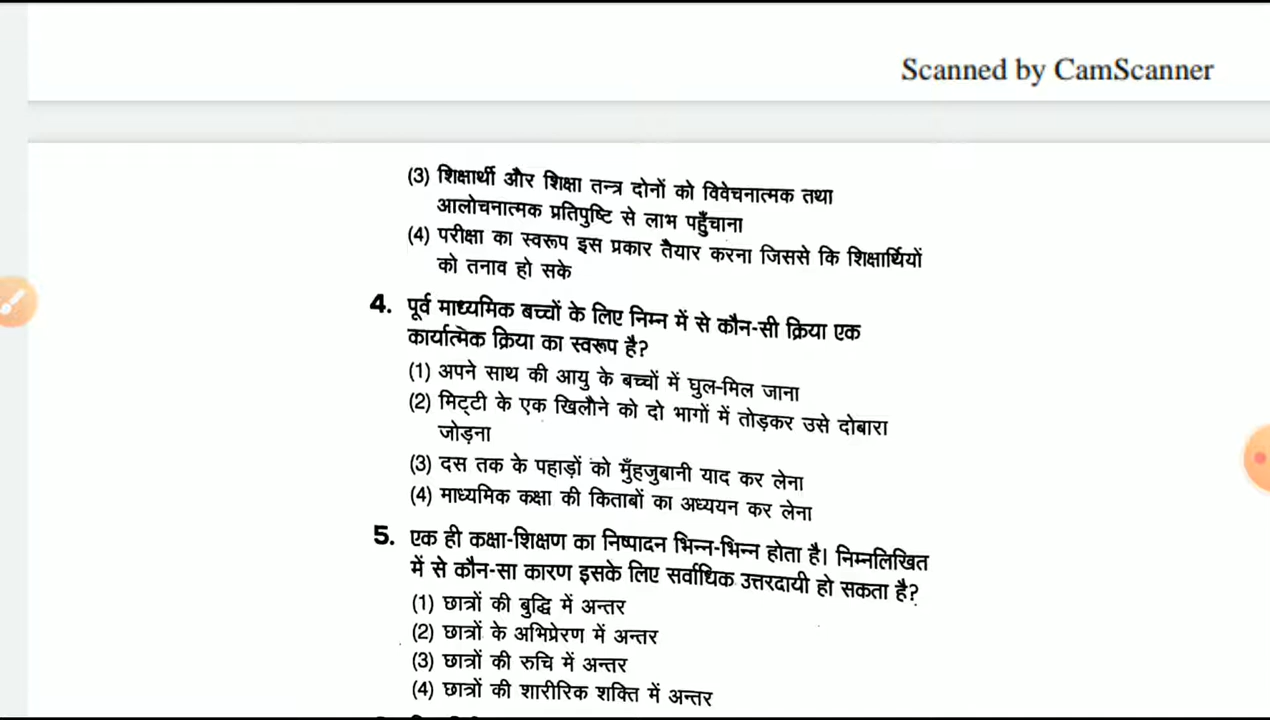 Scanned by CamScanner
(3) शिक्षार्थी और शिक्षा तन्त्र दोनों को विवेचनात्मक तथा
आलोचनात्मक प्रतिपुष्टि से लाभ पहुँचाना
(4) परीक्षा का स्वरूप इस प्रकार तैयार करना जिससे कि शिक्षार्थियों
को तनाव हो सके
4. पूर्व माध्यमिक बच्चों के लिए निम्न में से कौन-सी क्रिया एक
कार्यात्मक क्रिया का स्वरूप है?
(1) अपने साथ की आयु के बच्चों में घुल-मिल जाना
(2) मिट्टी के एक खिलौने को दो भागों में तोड़कर उसे दोबारा
जोड़ना
(3) दस तक के पहाड़ों को मुँहजुबानी याद कर लेना
(4) माध्यमिक कक्षा की किताबों का अध्ययन कर लेना
5. एक ही कक्षा-शिक्षण का निष्पादन भिन्न-भिन्न होता है। निम्नलिखित
में से कौन-सा कारण इसके लिए सर्वाधिक उत्तरदायी हो सकता है?
(1) छात्रों की बुद्धि में अन्तर
(2) छात्रों के अभिप्रेरण में अन्तर
(3) छात्रों की रुचि में अन्तर
(4) छात्रों की शारीरिक शक्ति में अन्तर